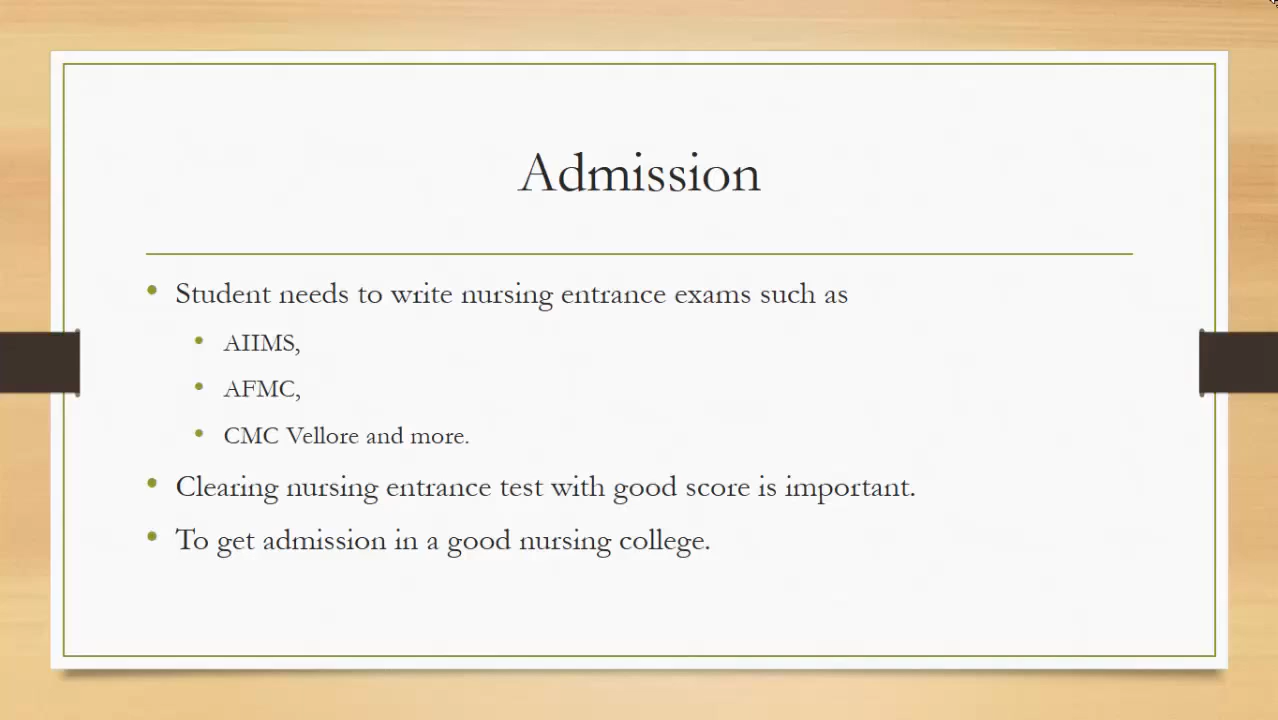 Admission
Student needs to write nursing entrance exams such as
AIIMS,
AFMC,
CMC Vellore and more.
Clearing nursing entrance test with good score is important.
To get admission in a good nursing college.